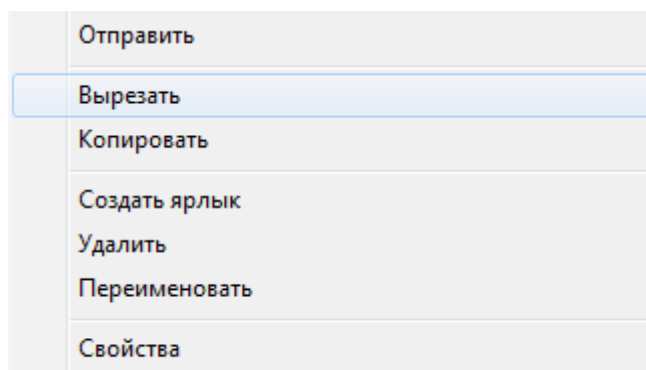 Отправить
Вырезать
Копировать
Создать ярлык
Удалить
Переименовать
Свойства